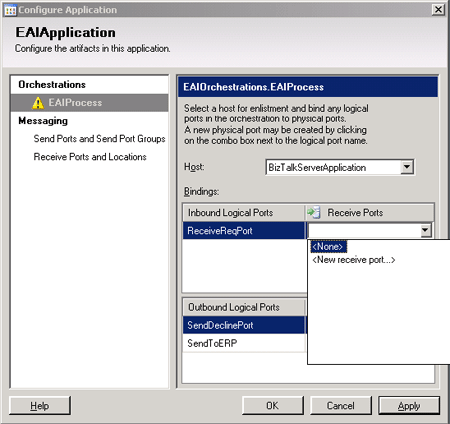 Configure Application
EAIApplication
Configure the artifacts in this application.
Orchestrations
EAIProcess
Messaging
Send Ports and Send Port Groups
Receive Ports and Locations
EAIOrchestrations.EAIProcess
Select a host for enlistment and bind any logical
ports in the orchestration to physical ports.
A new physical port may be created by clicking
on the combo box next to the logical port name.
Host: BizTalkServerApplication
Bindings:
Inbound Logical Ports Receive Ports
ReceiveReqPort
<None>
<New receive port...>
Outbound Logical Ports
SendDeclinePort
SendToERP
Help OK Cancel Apply